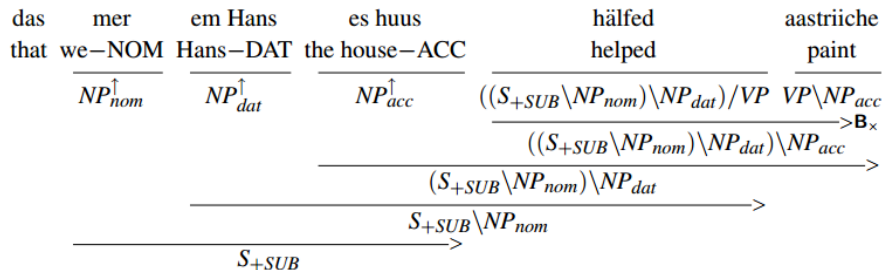 das mer em Hans es huus hälfed aastriiche
that we−NOM Hans−DAT the house−ACC helped paint
NP↑nom NP↑dat NP↑acc ((S+SUB\NPnom)\NPdat)/VP VP\NPacc
>B×
((S+SUB\NPnom)\NPdat)\NPacc
>
(S+SUB\NPnom)\NPdat
>
S+SUB\NPnom
>
S+SUB